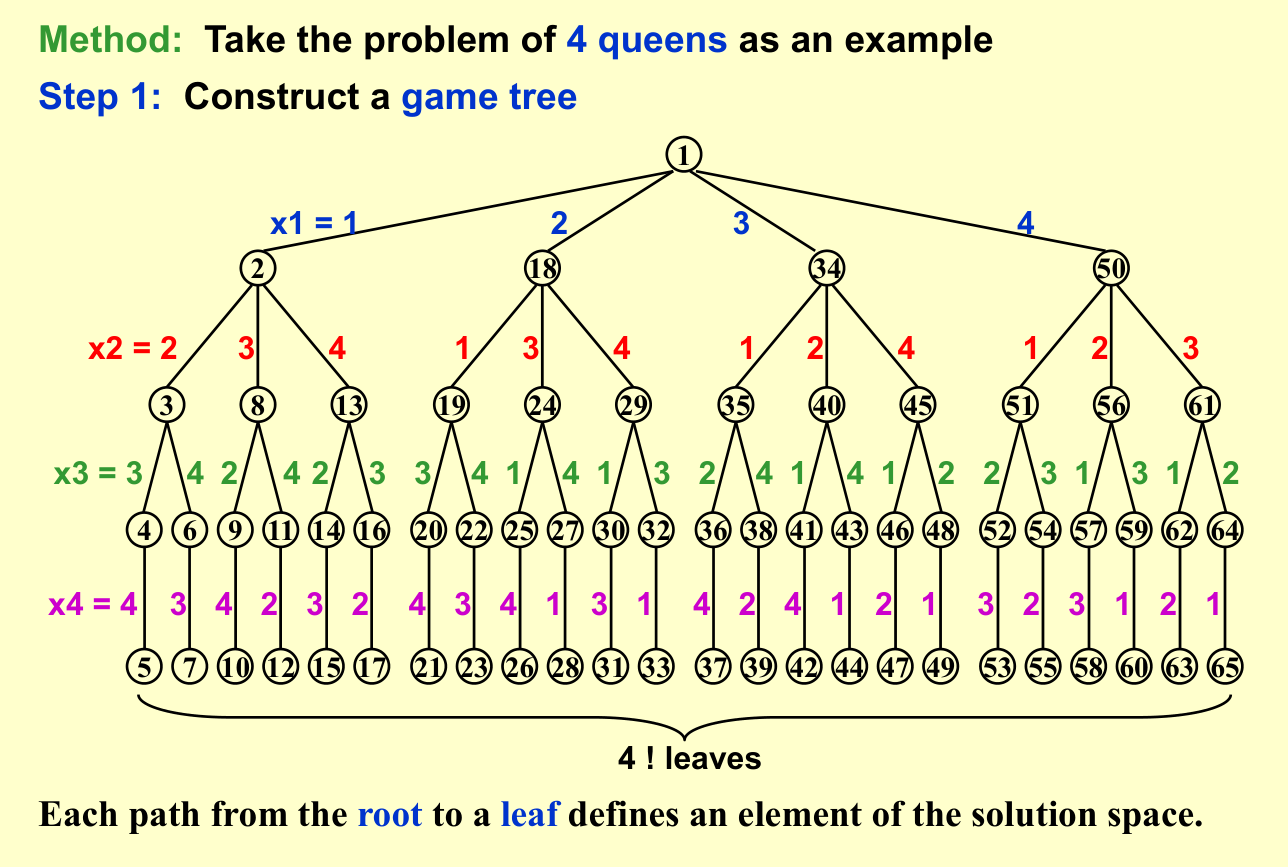 Method: Take the problem of 4 queens as an example
Step 1: Construct a game tree
1
x1 = 1 2 3 4
2 18 34 50
x2 = 2 3 4 1 3 4 1 2 4 1 2 3
3 8 13 19 24 29 35 40 45 51 56 61
x3 = 3 4 2 4 2 3 3 4 1 4 1 3 2 4 1 4 1 2 2 3 1 3 1 2
4 6 9 11 14 16 20 22 25 27 30 32 36 38 41 43 46 48 52 54 57 59 62 64
x4 = 4 3 4 2 3 2 4 3 4 1 3 1 4 2 4 1 2 1 3 2 3 1 2 1
5 7 10 12 15 17 21 23 26 28 31 33 37 39 42 44 47 49 53 55 58 60 63 65
4 ! leaves
Each path from the root to a leaf defines an element of the solution space.